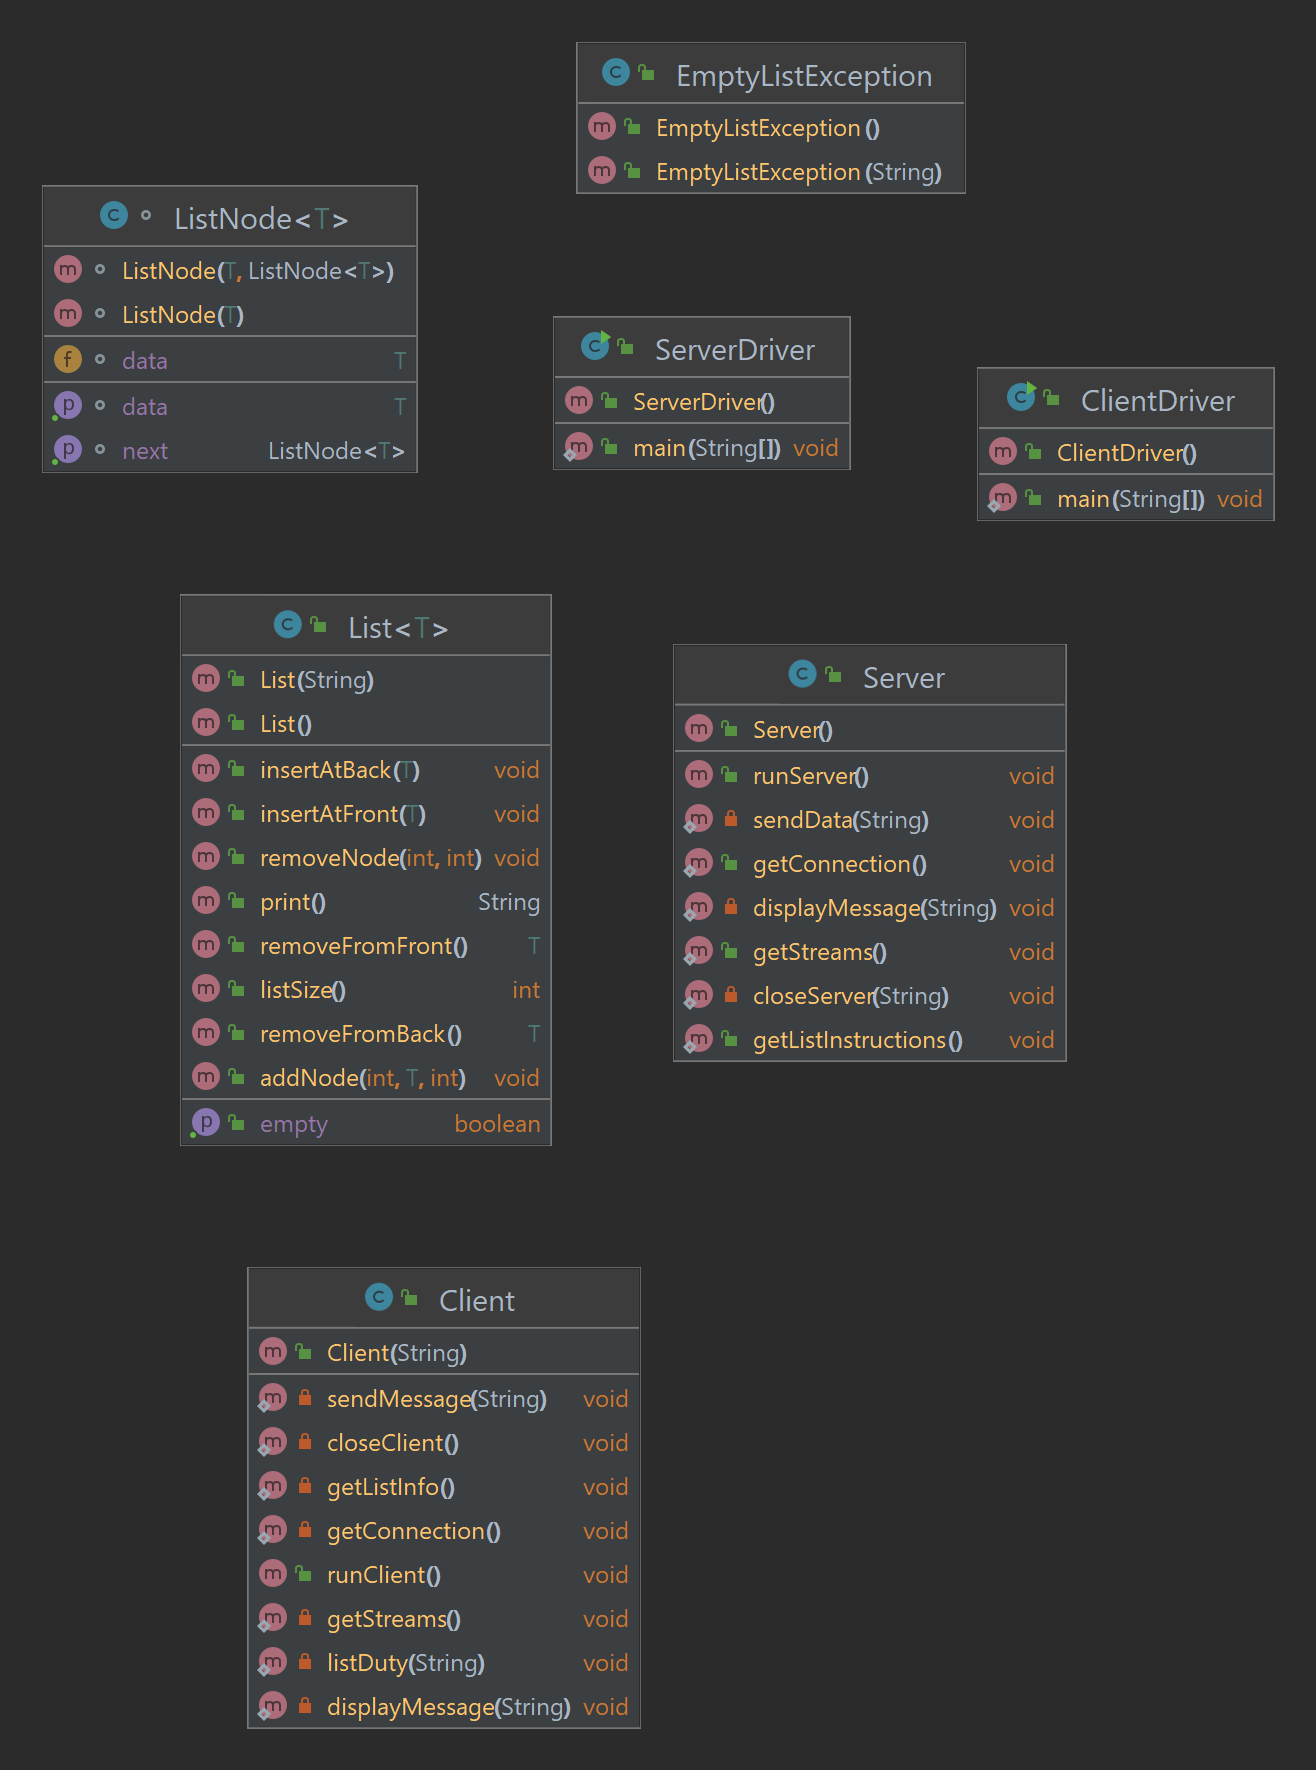 EmptyListException
EmptyListException()
EmptyListException(String)
ListNode<T>
ListNode(T, ListNode<T>)
ListNode(T)
data T
data T
next ListNode<T>
ServerDriver
ServerDriver()
main(String[]) void
ClientDriver
ClientDriver()
main(String[]) void
List<T>
List(String)
List()
insertAtBack(T) void
insertAtFront(T) void
removeNode(int, int) void
print() String
removeFromFront() T
listSize() int
removeFromBack() T
addNode(int, T, int) void
empty boolean
Server
Server()
runServer() void
sendData(String) void
getConnection() void
displayMessage(String) void
getStreams() void
closeServer(String) void
getListInstructions() void
Client
Client(String)
sendMessage(String) void
closeClient() void
getListInfo() void
getConnection() void
runClient() void
getStreams() void
listDuty(String) void
displayMessage(String) void